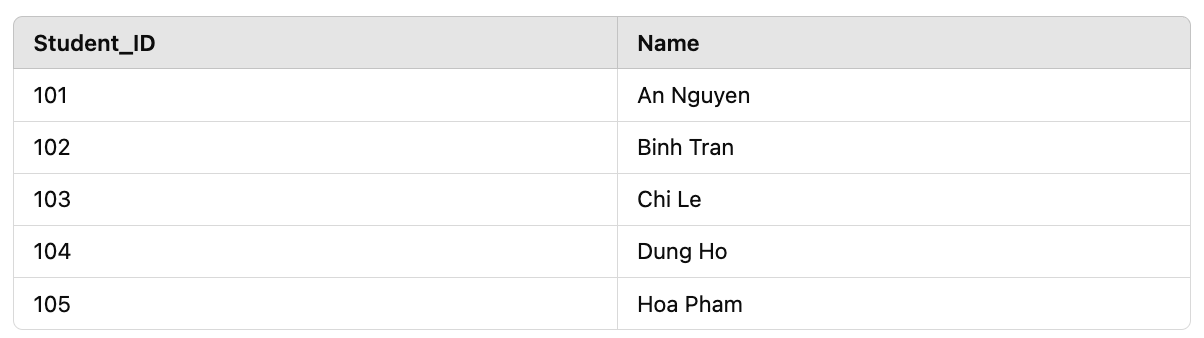 Student_ID Name
101 An Nguyen
102 Binh Tran
103 Chi Le
104 Dung Ho
105 Hoa Pham